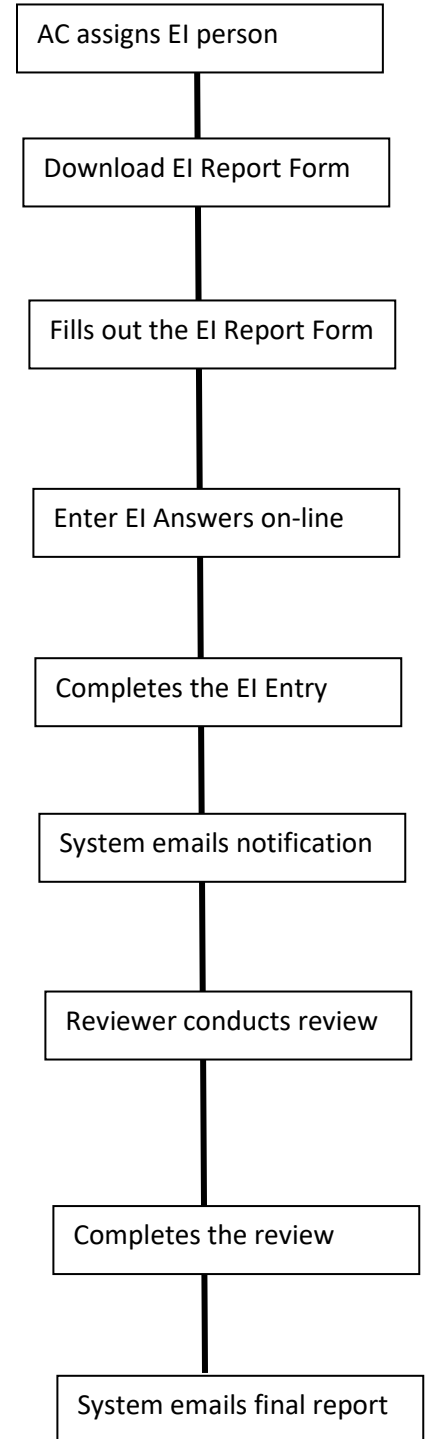 AC assigns EI person
Download EI Report Form
Fills out the EI Report Form
Enter EI Answers on-line
Completes the EI Entry
System emails notification
Reviewer conducts review
Completes the review
System emails final report